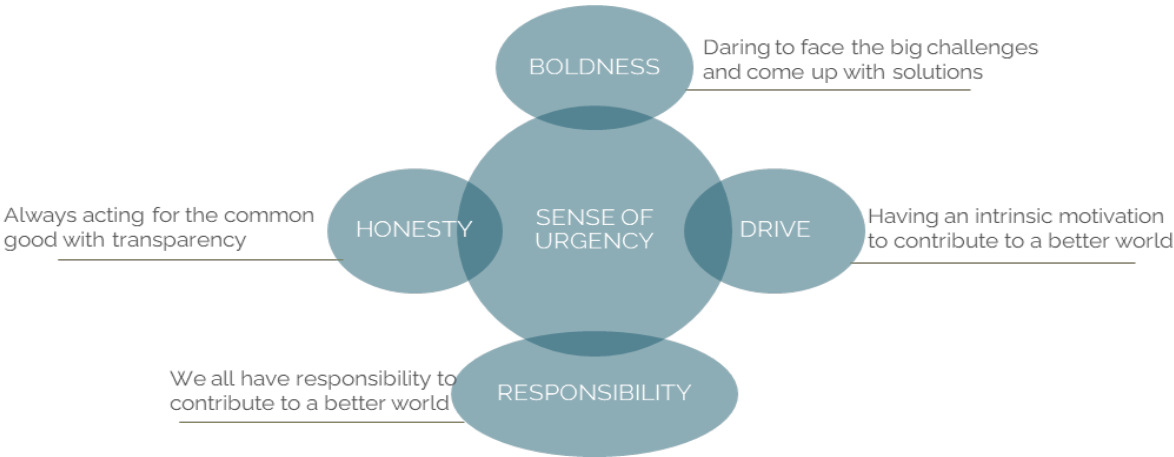 BOLDNESS
Daring to face the big challenges
and come up with solutions
Always acting for the common
good with transparency
HONESTY
SENSE OF
URGENCY
DRIVE
Having an intrinsic motivation
to contribute to a better world
We all have responsibility to
contribute to a better world
RESPONSIBILITY